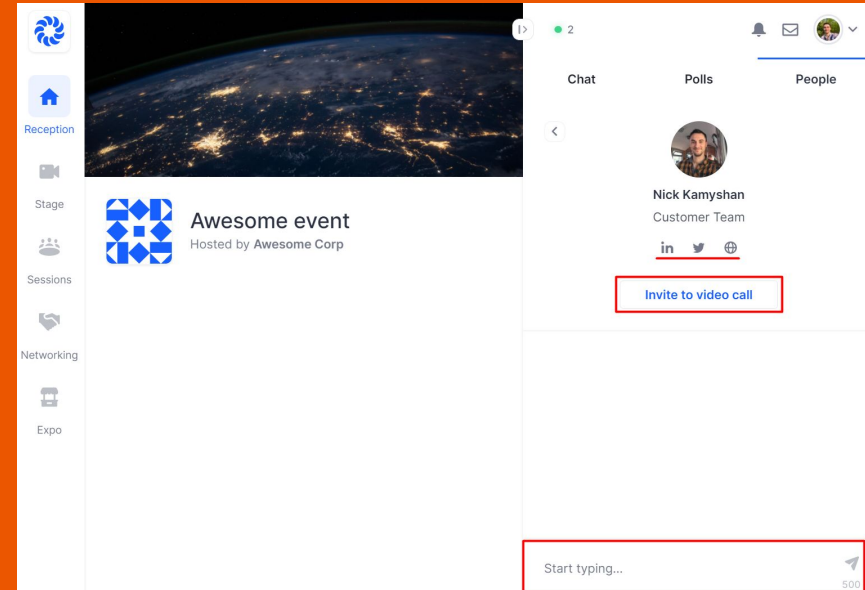 Reception
Stage
Sessions
Networking
Expo
Awesome event
Hosted by Awesome Corp
2
Chat
Polls
People
Nick Kamyshan
Customer Team
in
Invite to video call
Start typing...
500